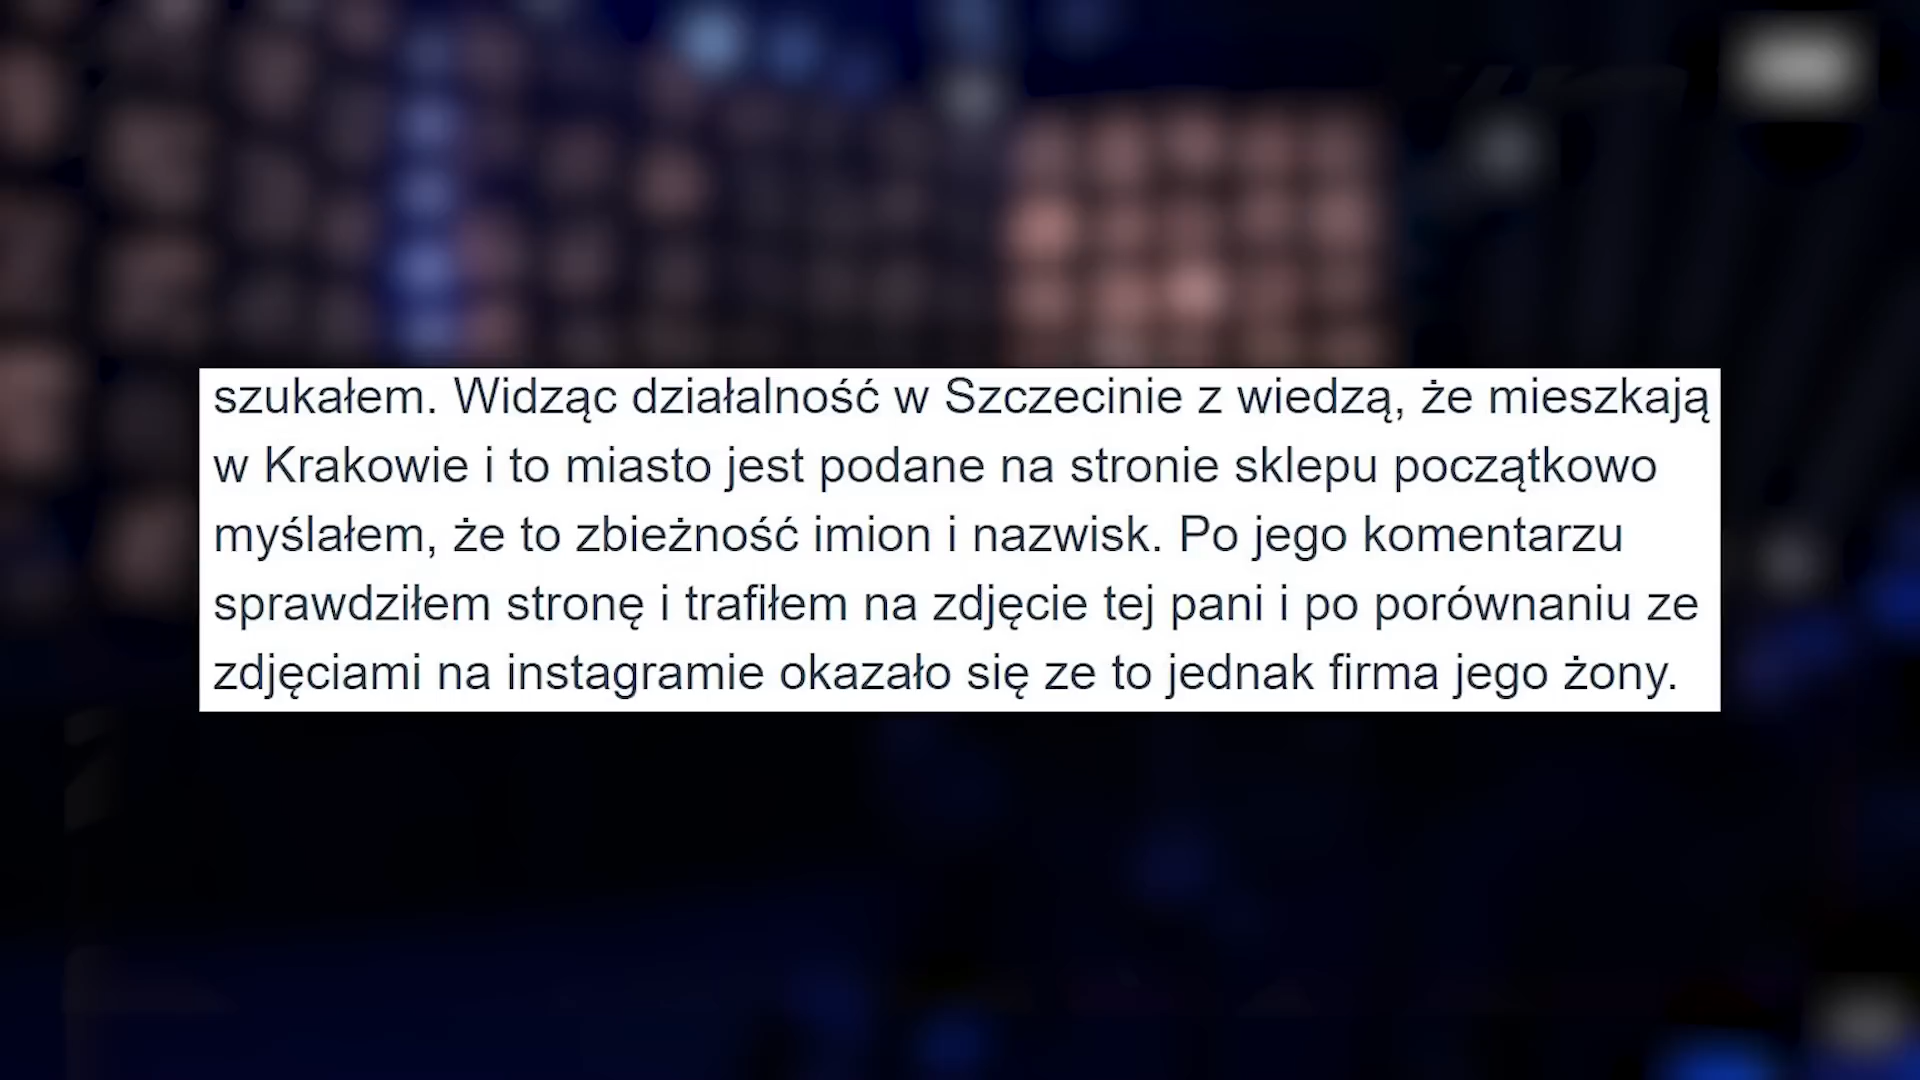 szukałem. Widząc działalność w Szczecinie z wiedzą, że mieszkają
w Krakowie i to miasto jest podane na stronie sklepu początkowo
myślałem, że to zbieżność imion i nazwisk. Po jego komentarzu
sprawdziłem stronę i trafiłem na zdjęcie tej pani i po porównaniu ze
zdjęciami na instagramie okazało się ze to jednak firma jego żony.